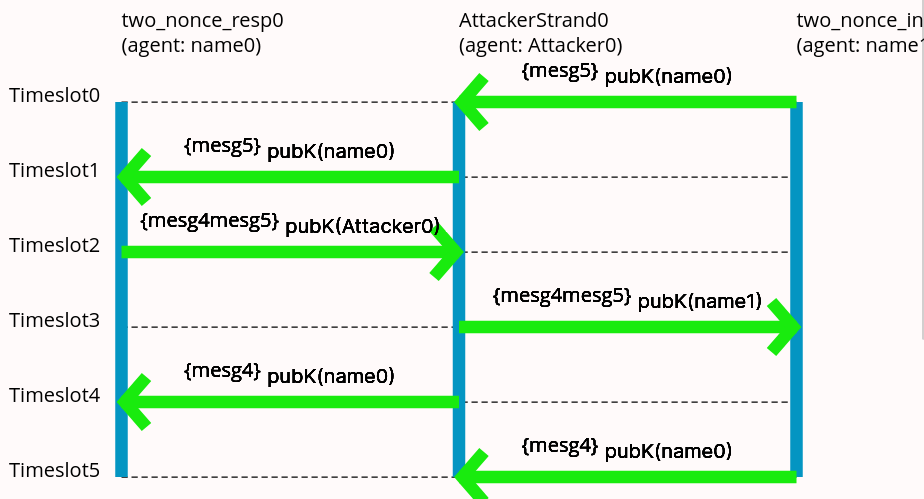 two_nonce_resp0
(agent: name0)
AttackerStrand0
(agent: Attacker0)
two_nonce_in
(agent: name1
Timeslot0
{mesg5} pubK(name0)
Timeslot1
{mesg5} pubK(name0)
Timeslot2
{mesg4mesg5} pubK(Attacker0)
Timeslot3
{mesg4mesg5} pubK(name1)
Timeslot4
{mesg4} pubK(name0)
Timeslot5
{mesg4} pubK(name0)